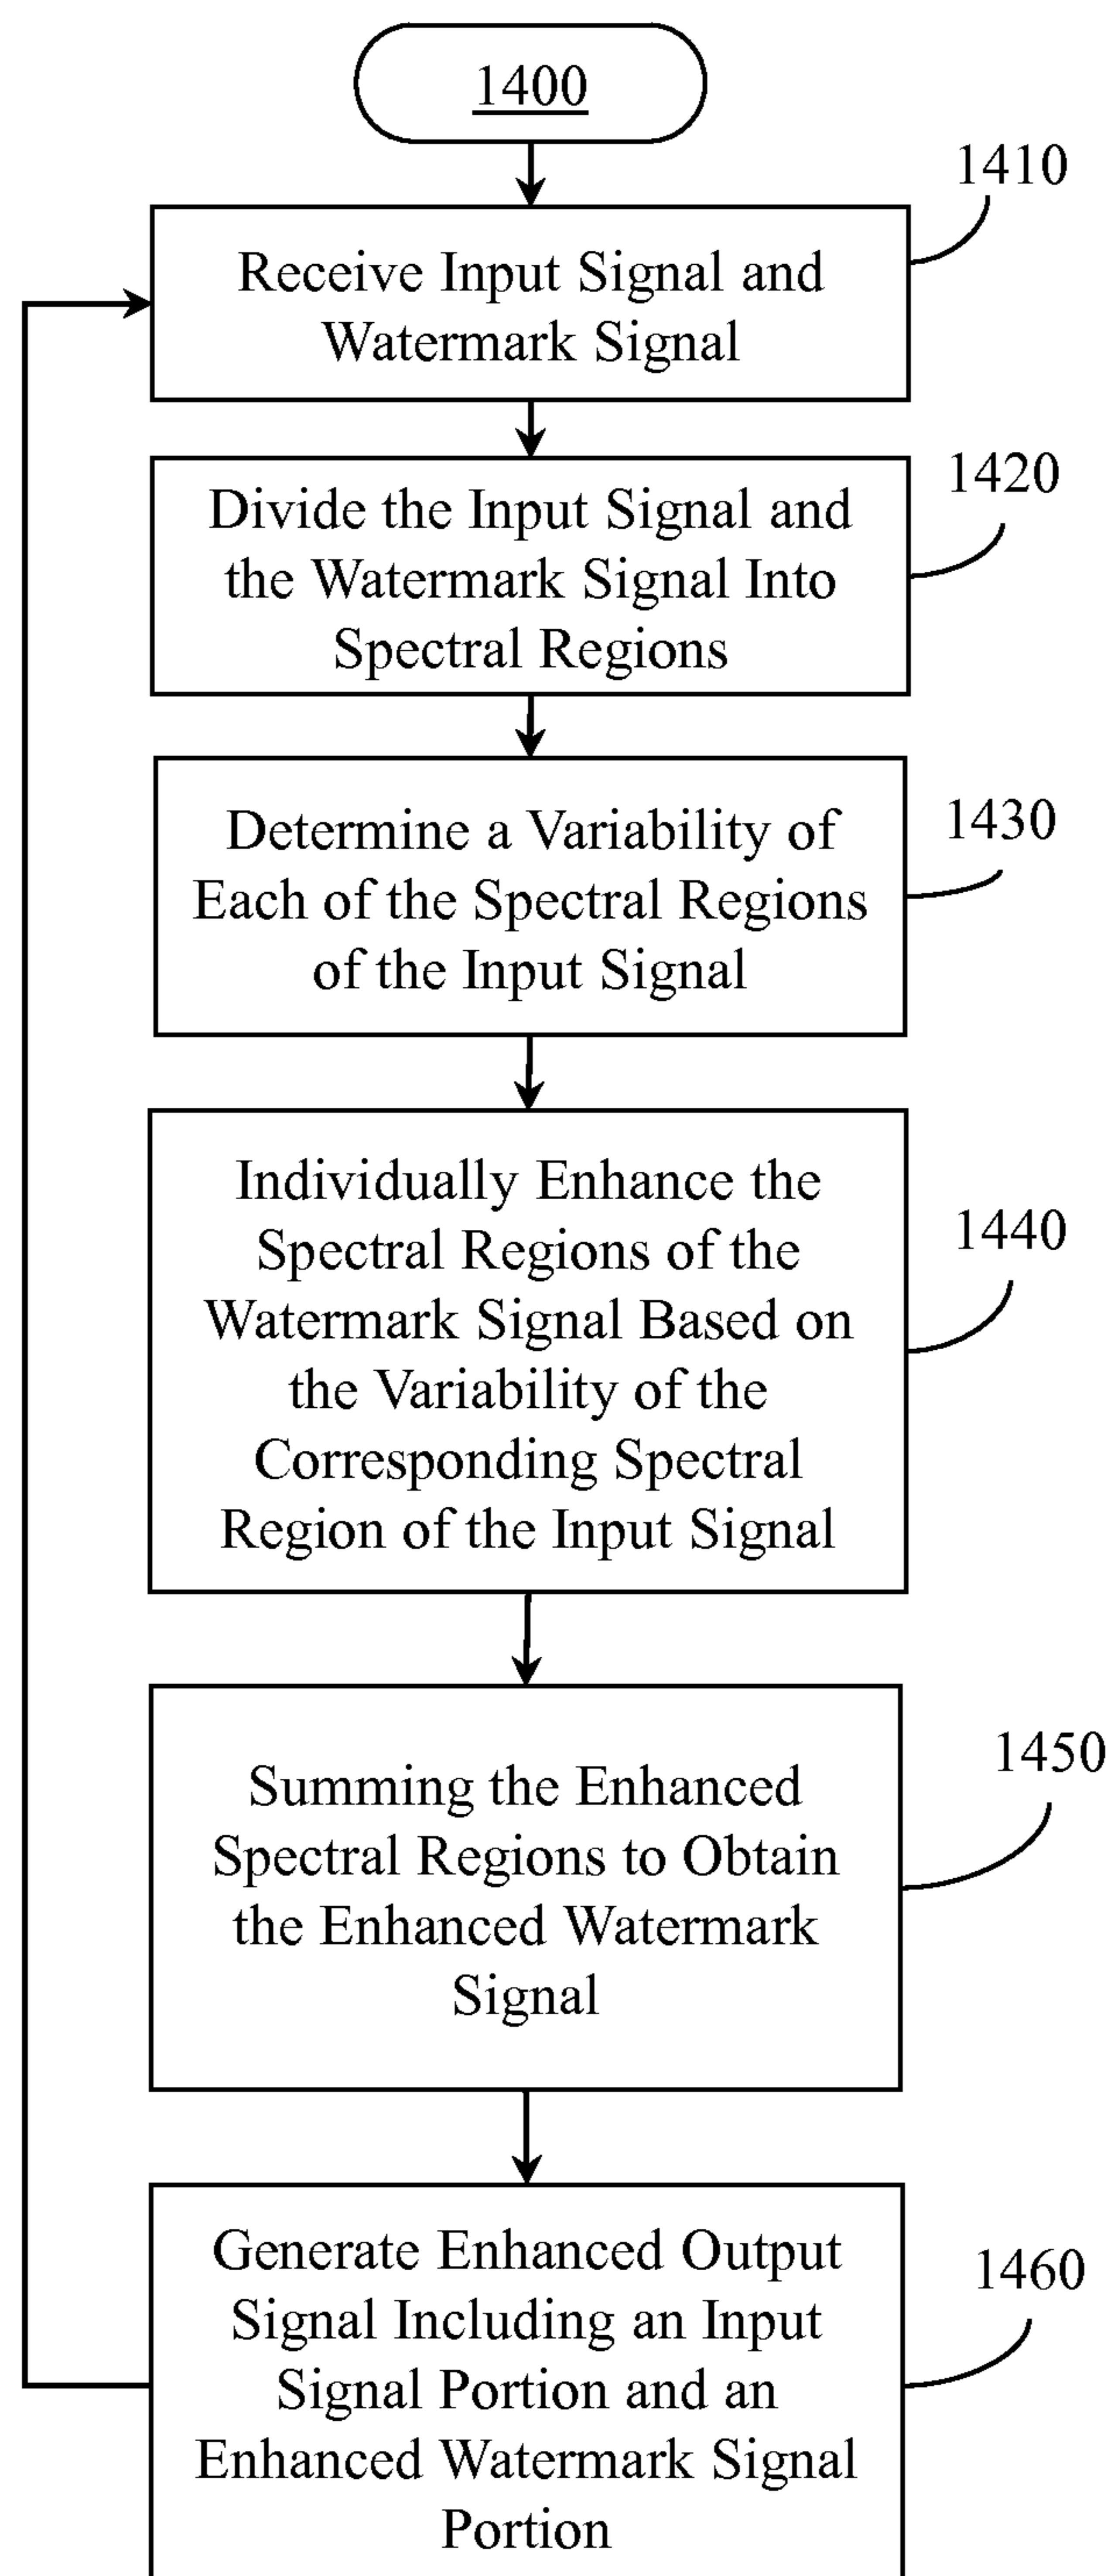 1400
1410
Receive Input Signal and
Watermark Signal
1420
Divide the Input Signal and
the Watermark Signal Into
Spectral Regions
1430
Determine a Variability of
Each of the Spectral Regions
of the Input Signal
1440
Individually Enhance the
Spectral Regions of the
Watermark Signal Based on
the Variability of the
Corresponding Spectral
Region of the Input Signal
1450
Summing the Enhanced
Spectral Regions to Obtain
the Enhanced Watermark
Signal
1460
Generate Enhanced Output
Signal Including an Input
Signal Portion and an
Enhanced Watermark Signal
Portion